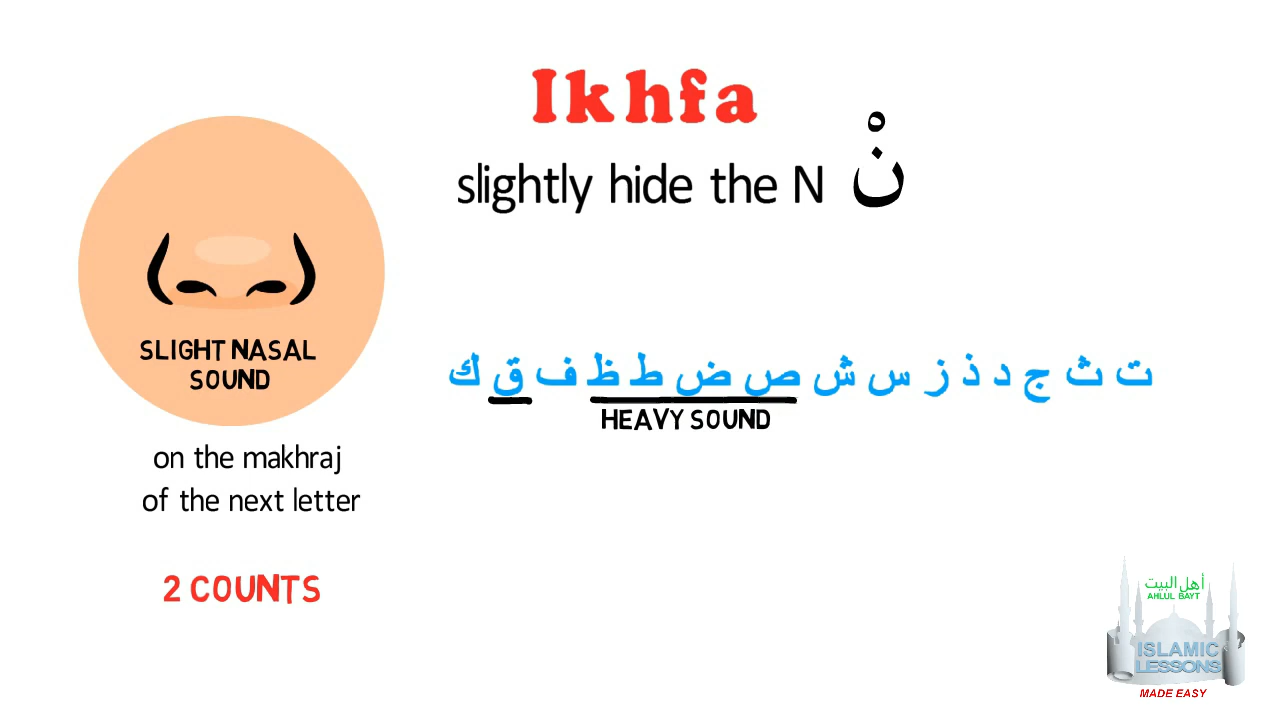 Ikhfa
slightly hide the N نْ
SLIGHT NASAL
SOUND
ت ث ج د ذ ز س ش ص ض ط ظ ف ق ك
HEAVY SOUND
on the makhraj
of the next letter
2 COUNTS
أهل البيت
AHLUL BAYT
ISLAMIC
LESSONS
MADE EASY